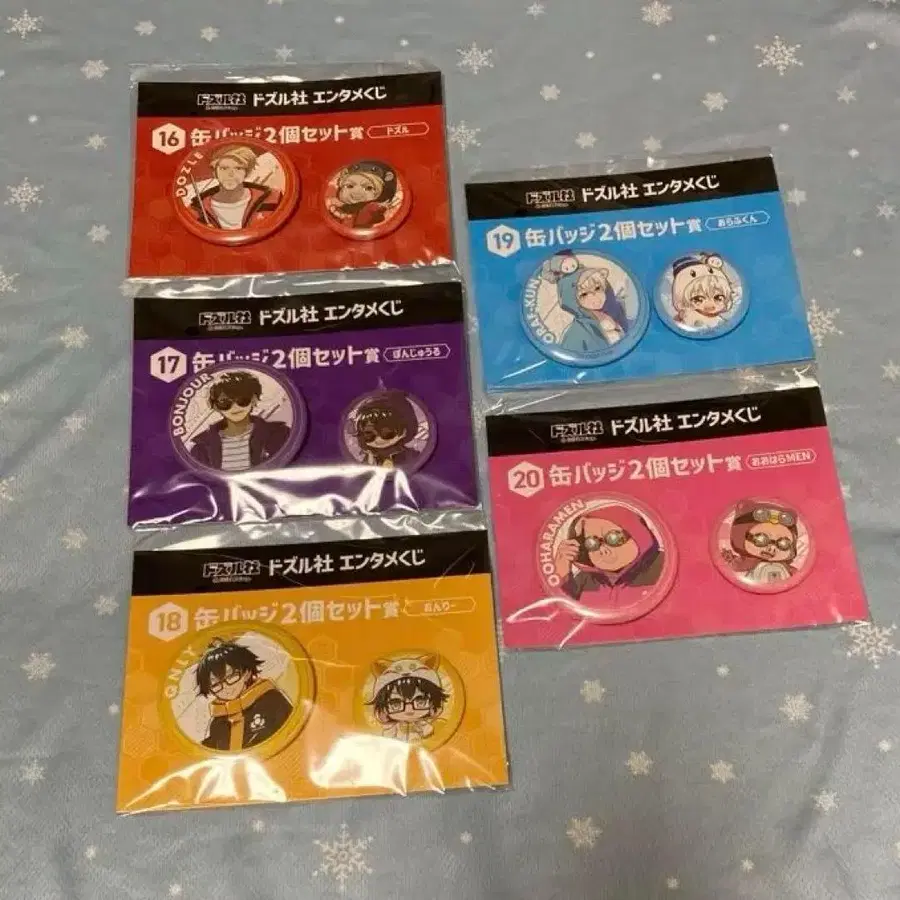 ドズル社 ドズル社 エンタメくじ
16 缶バッジ2個セット賞 ドズル
DOZLE
ドズル社 ドズル社 エンタメくじ
17 缶バッジ2個セット賞 ぼんじゅうる
BONJOUR
ドズル社 ドズル社 エンタメくじ
18 缶バッジ2個セット賞 おんりー
QNLY
ドズル社 ドズル社 エンタメくじ
19 缶バッジ2個セット賞 おらふくん
ORAF-KUN
ドズル社 ドズル社 エンタメくじ
20 缶バッジ2個セット賞 おおはらMEN
OOHARAMEN